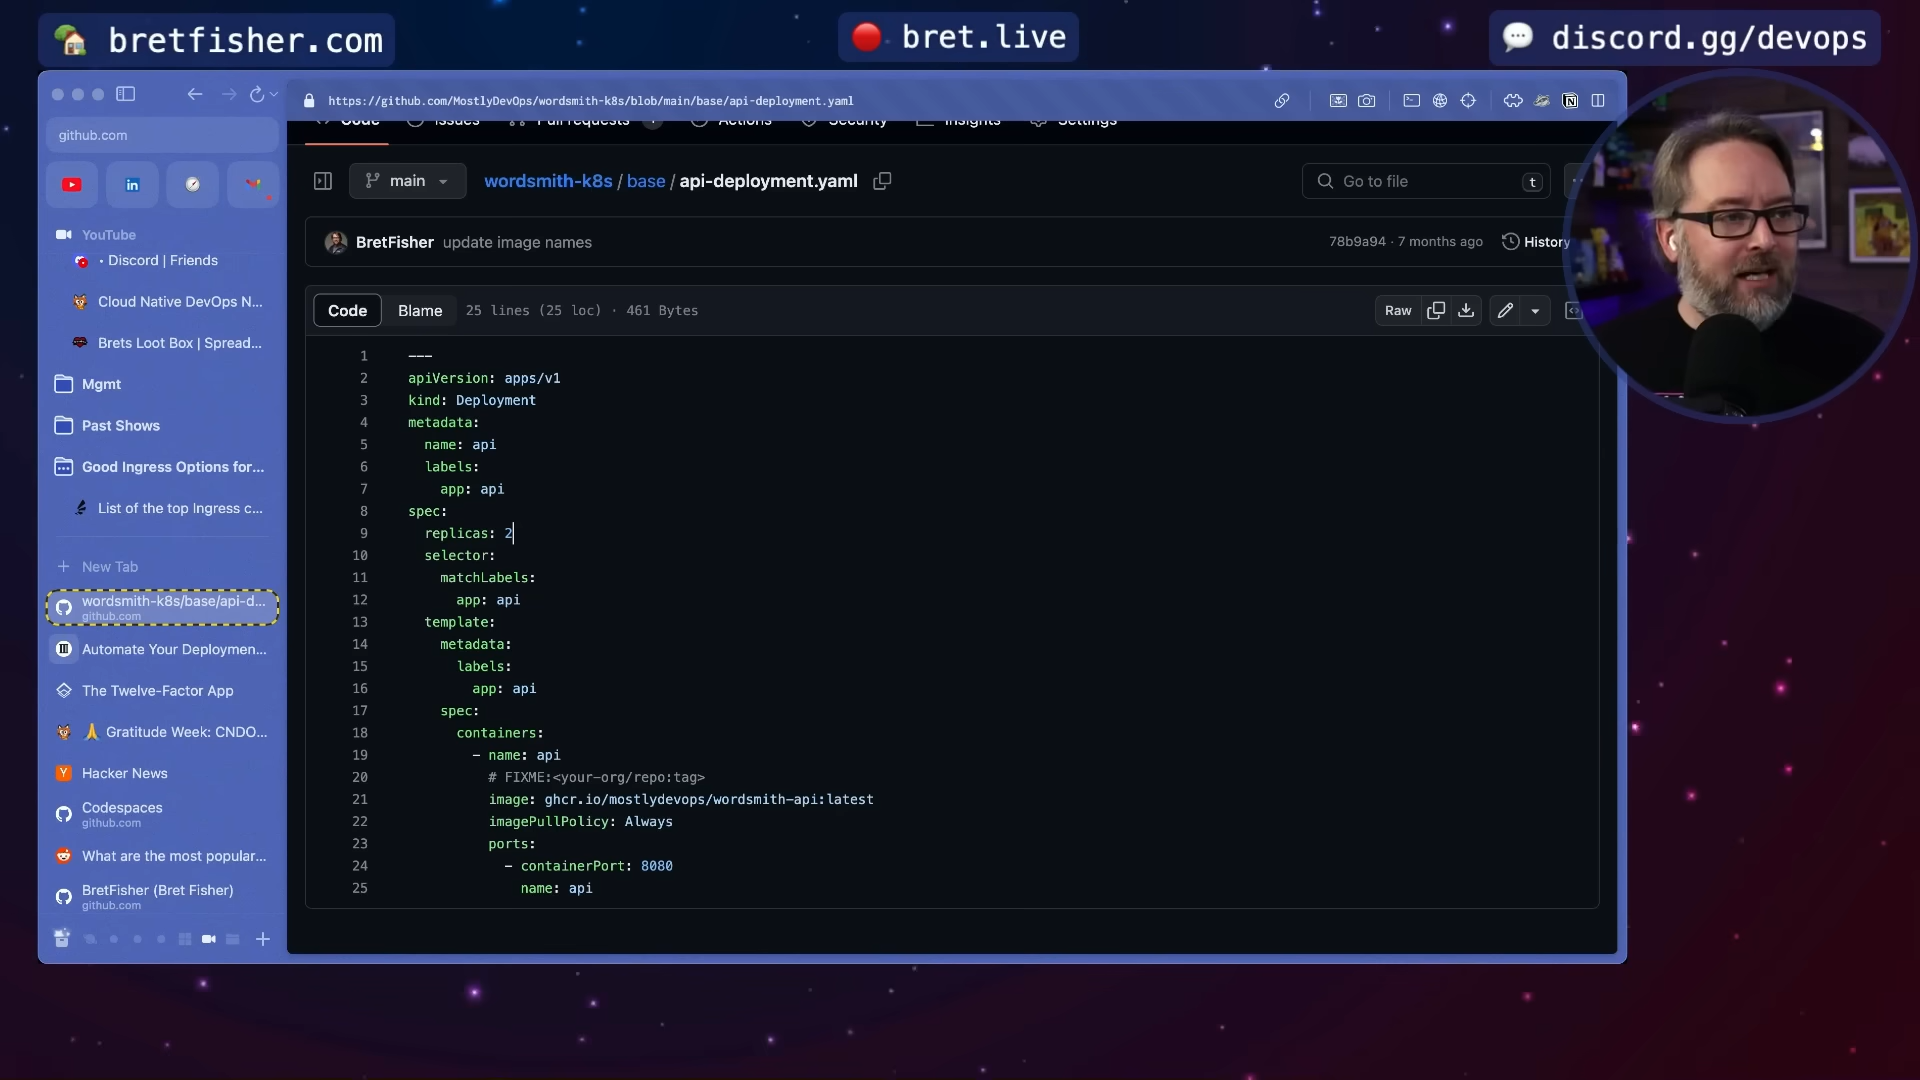 bretfisher.com
bret.live
discord.gg/devops
https://github.com/MostlyDevOps/wordsmith-k8s/blob/main/base/api-deployment.yaml
github.com
YouTube
• Discord | Friends
Cloud Native DevOps N...
Brets Loot Box | Spread...
Mgmt
Past Shows
Good Ingress Options for...
List of the top Ingress c...
New Tab
wordsmith-k8s/base/api-d...
github.com
Automate Your Deploymen...
The Twelve-Factor App
🙏 Gratitude Week: CNDO...
Hacker News
Codespaces
github.com
What are the most popular...
BretFisher (Bret Fisher)
github.com
Code Issues Pull requests Actions Security Insights Settings
main wordsmith-k8s / base / api-deployment.yaml Go to file t
BretFisher update image names 78b9a94 · 7 months ago History
Code Blame 25 lines (25 loc) · 461 Bytes Raw
1 ---
2 apiVersion: apps/v1
3 kind: Deployment
4 metadata:
5   name: api
6   labels:
7     app: api
8 spec:
9   replicas: 2
10   selector:
11     matchLabels:
12       app: api
13   template:
14     metadata:
15       labels:
16         app: api
17     spec:
18       containers:
19         - name: api
20           # FIXME:<your-org/repo:tag>
21           image: ghcr.io/mostlydevops/wordsmith-api:latest
22           imagePullPolicy: Always
23           ports:
24             - containerPort: 8080
25               name: api